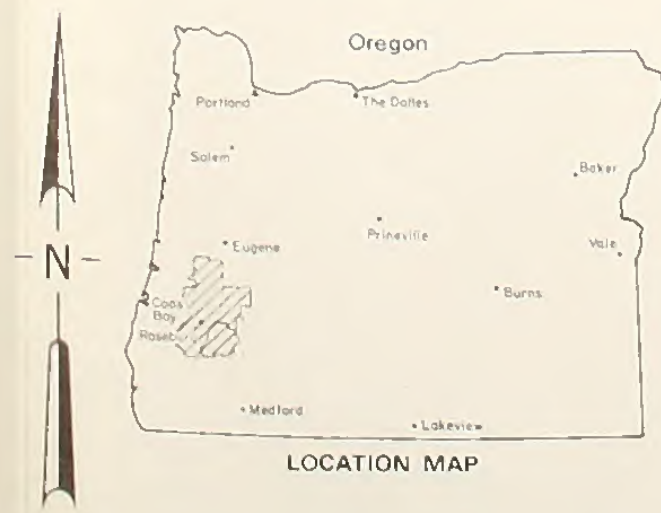 Oregon
Portland
The Dalles
Salem
Baker
Prineville
Eugene
Vale
- N -
Burns
Coos
Bay
Medford
Lakeview
LOCATION MAP